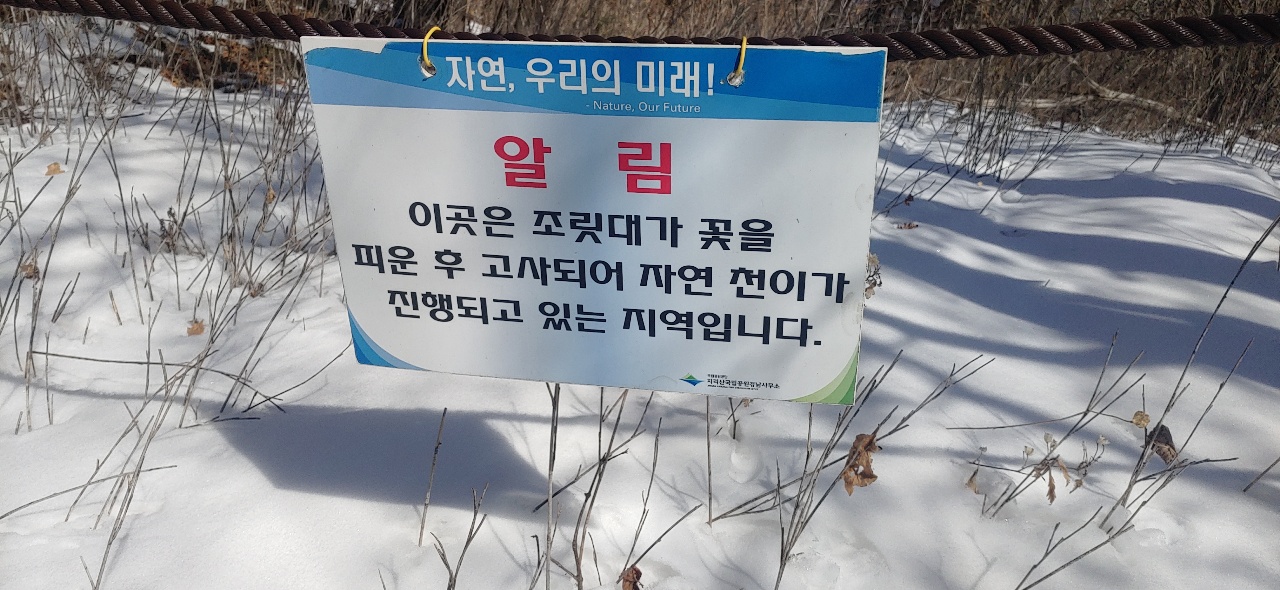 자연, 우리의 미래!
- Nature, Our Future
알 림
이곳은 조릿대가 꽃을
피운 후 고사되어 자연 천이가
진행되고 있는 지역입니다.